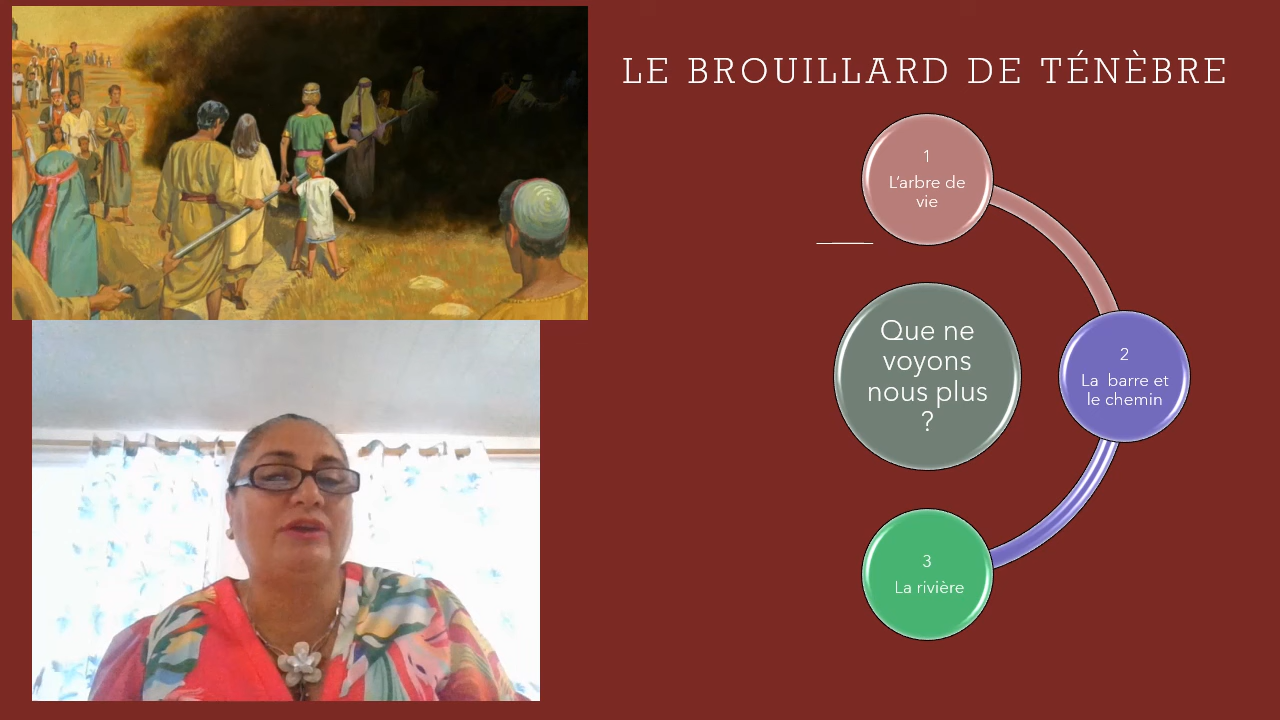 LE BROUILLARD DE TÉNÈBRE
1
L'arbre de
vie
Que ne
voyons
nous plus
?
2
La  barre et
le chemin
3
La rivière